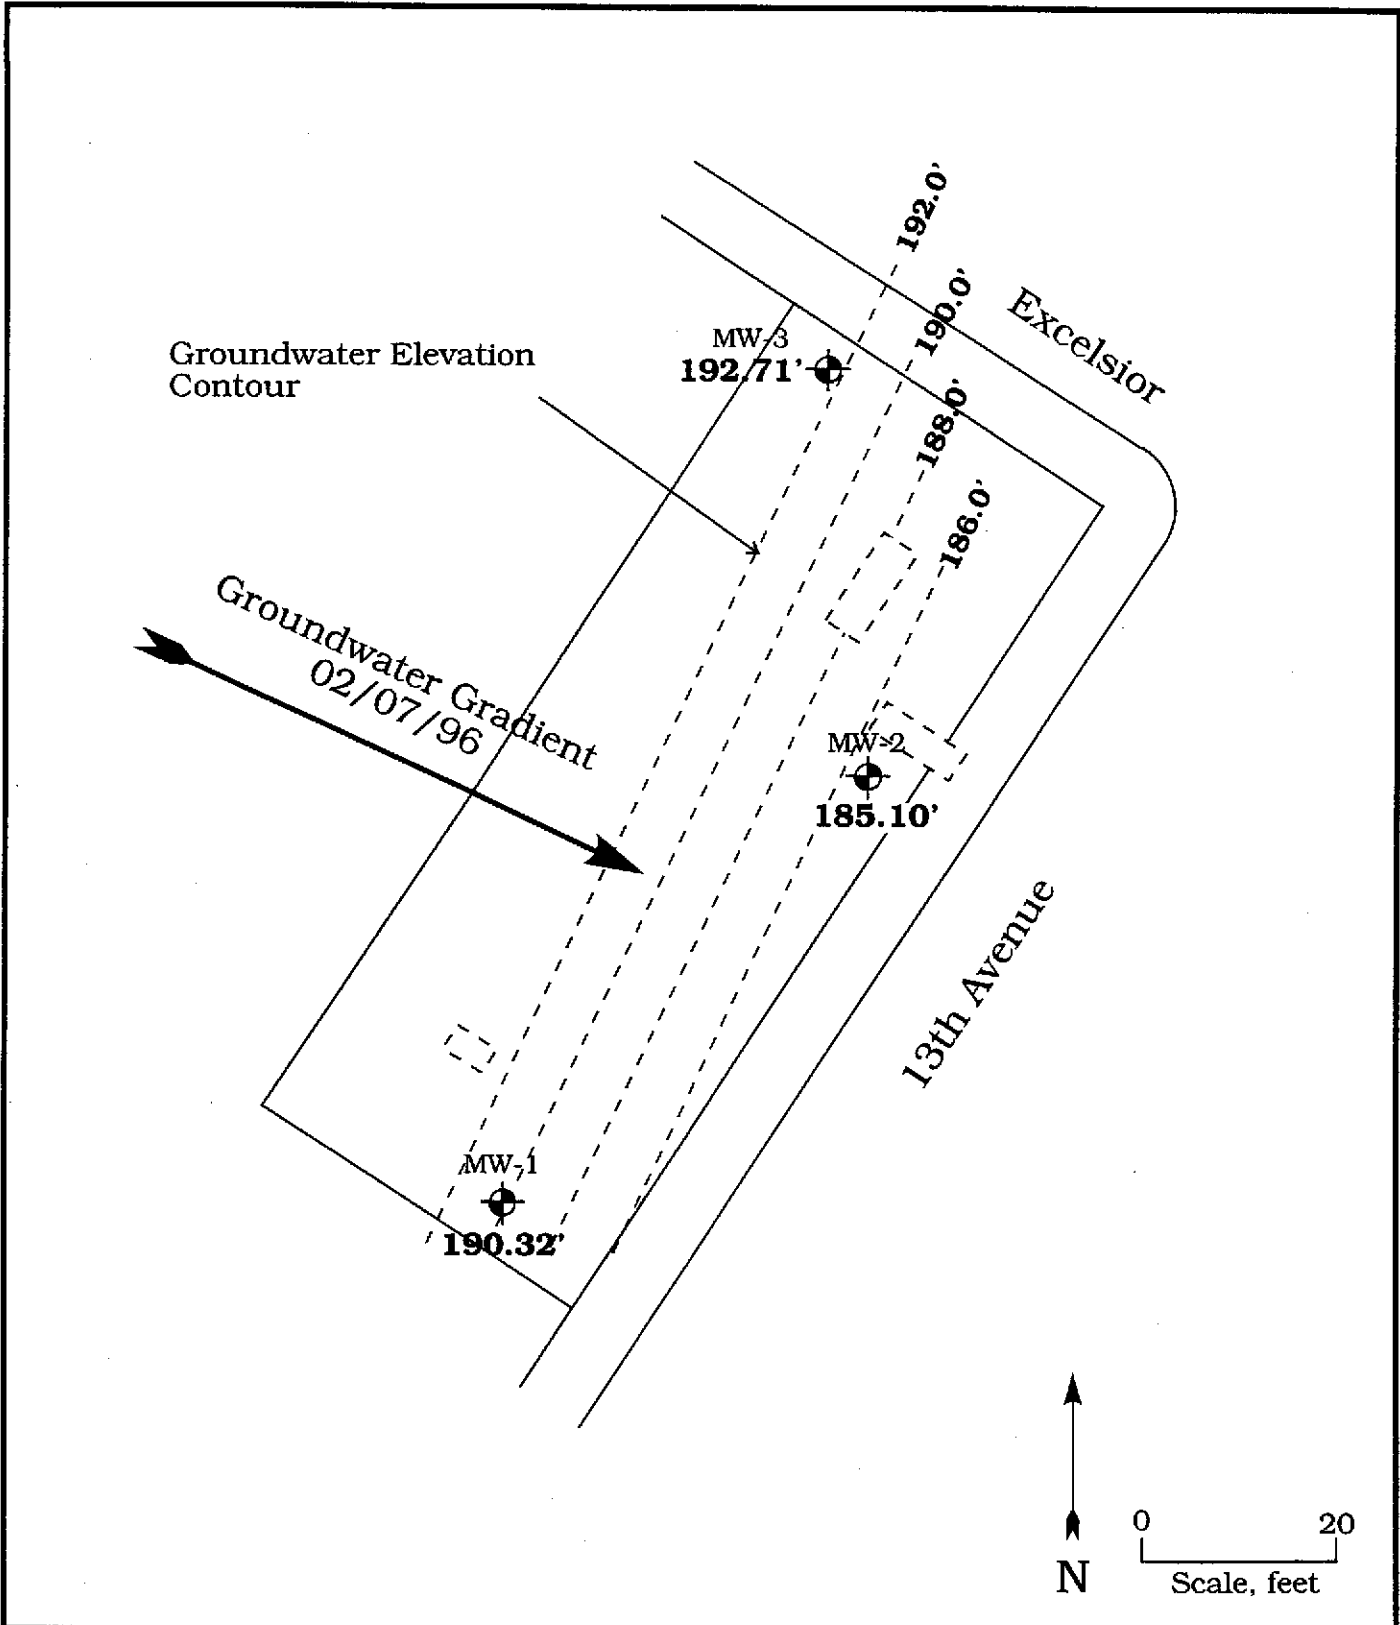 192.0'
190.0'
Excelsior
MW-3
192.71'
Groundwater Elevation
Contour
188.0'
186.0'
Groundwater Gradient
02/07/96
MW-2
185.10'
13th Avenue
MW-1
190.32'
0 20
N
Scale, feet